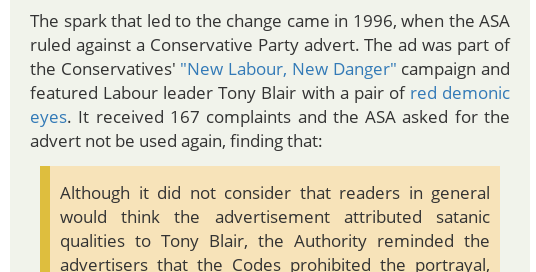 The spark that led to the change came in 1996, when the ASA
ruled against a Conservative Party advert. The ad was part of
the Conservatives' "New Labour, New Danger" campaign and
featured Labour leader Tony Blair with a pair of red demonic
eyes. It received 167 complaints and the ASA asked for the
advert not be used again, finding that:
Although it did not consider that readers in general
would think the advertisement attributed satanic
qualities to Tony Blair, the Authority reminded the
advertisers that the Codes prohibited the portrayal,